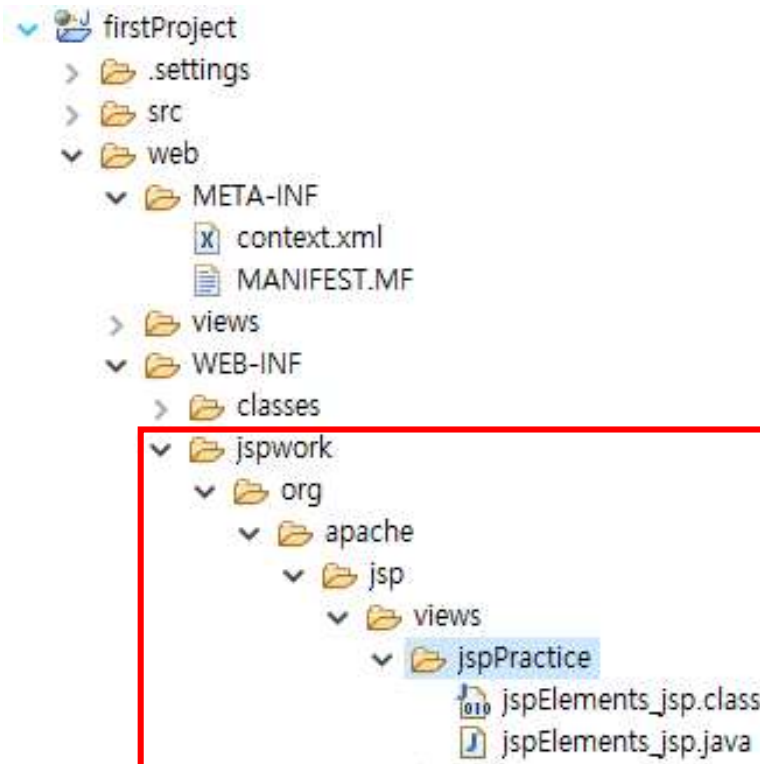 firstProject
.settings
src
web
META-INF
context.xml
MANIFEST.MF
views
WEB-INF
classes
jspwork
org
apache
jsp
views
jspPractice
jspElements_jsp.class
jspElements_jsp.java